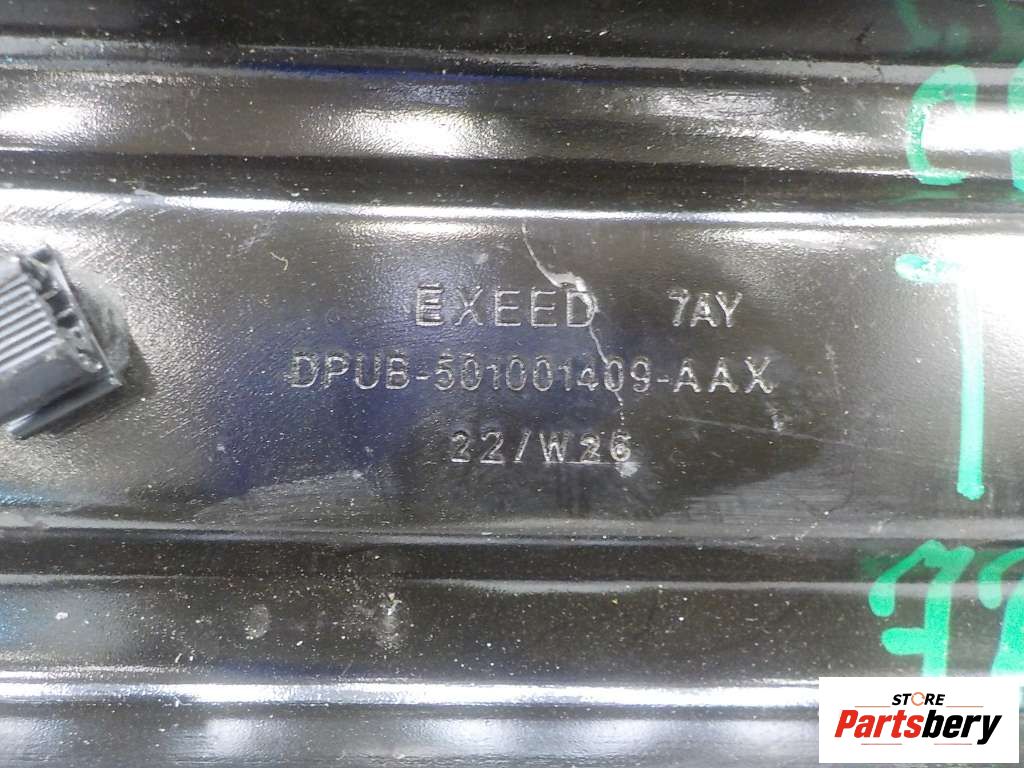 EXEED 7AY
DPUB-501001409-AAX
22/W26
STORE
Partsbery